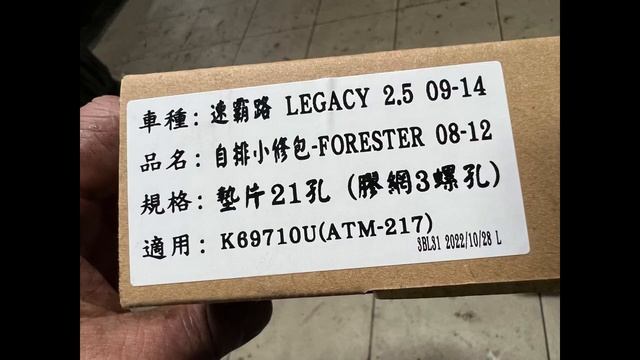 車種: 速霸路 LEGACY 2.5 09-14
品名: 自排小修包-FORESTER 08-12
規格: 墊片21孔 (膠網3螺孔)
適用: K69710U(ATM-217)
3BL31 2022/10/28 L